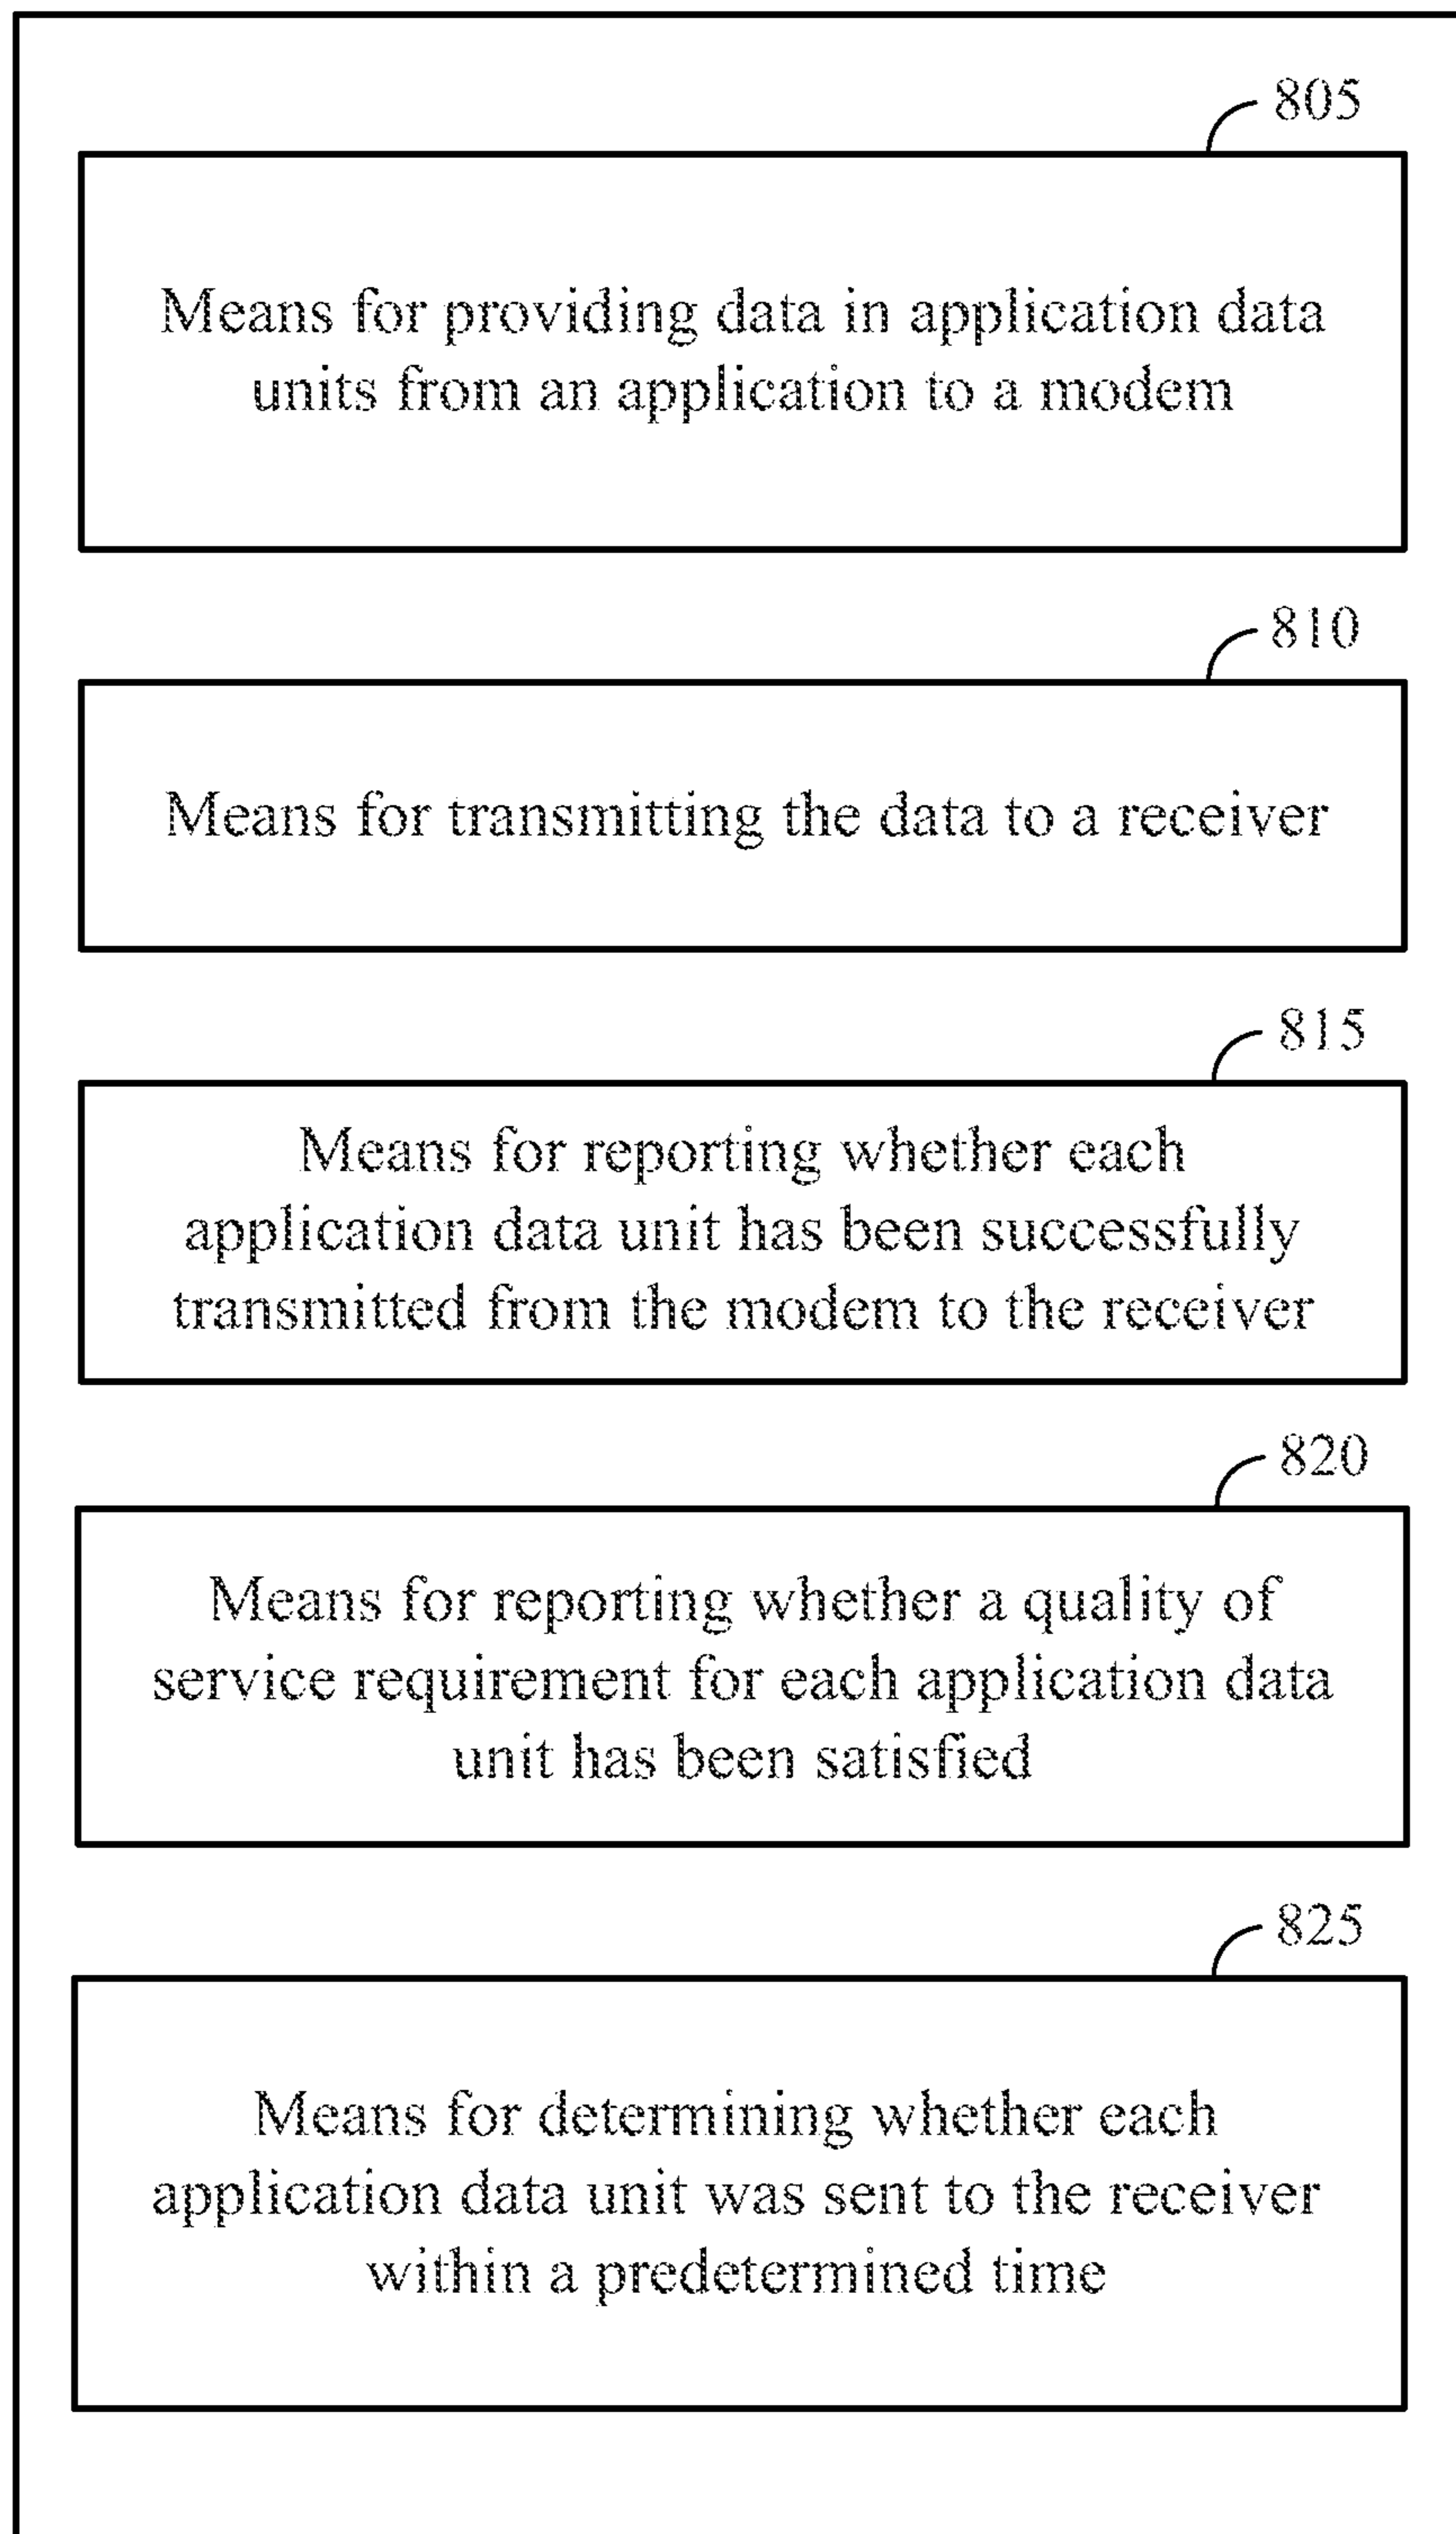 805
Means for providing data in application data
units from an application to a modem
810
Means for transmitting the data to a receiver
815
Means for reporting whether each
application data unit has been successfully
transmitted from the modem to the receiver
820
Means for reporting whether a quality of
service requirement for each application data
unit has been satisfied
825
Means for determining whether each
application data unit was sent to the receiver
within a predetermined time